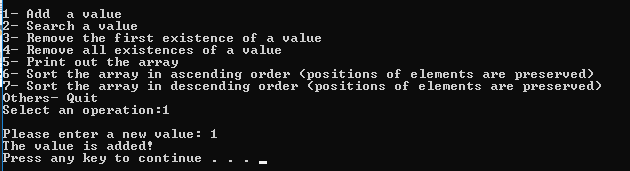 1- Add  a value
2- Search a value
3- Remove the first existence of a value
4- Remove all existences of a value
5- Print out the array
6- Sort the array in ascending order (positions of elements are preserved)
7- Sort the array in descending order (positions of elements are preserved)
Others- Quit
Select an operation:1
Please enter a new value: 1
The value is added!
Press any key to continue . . . _